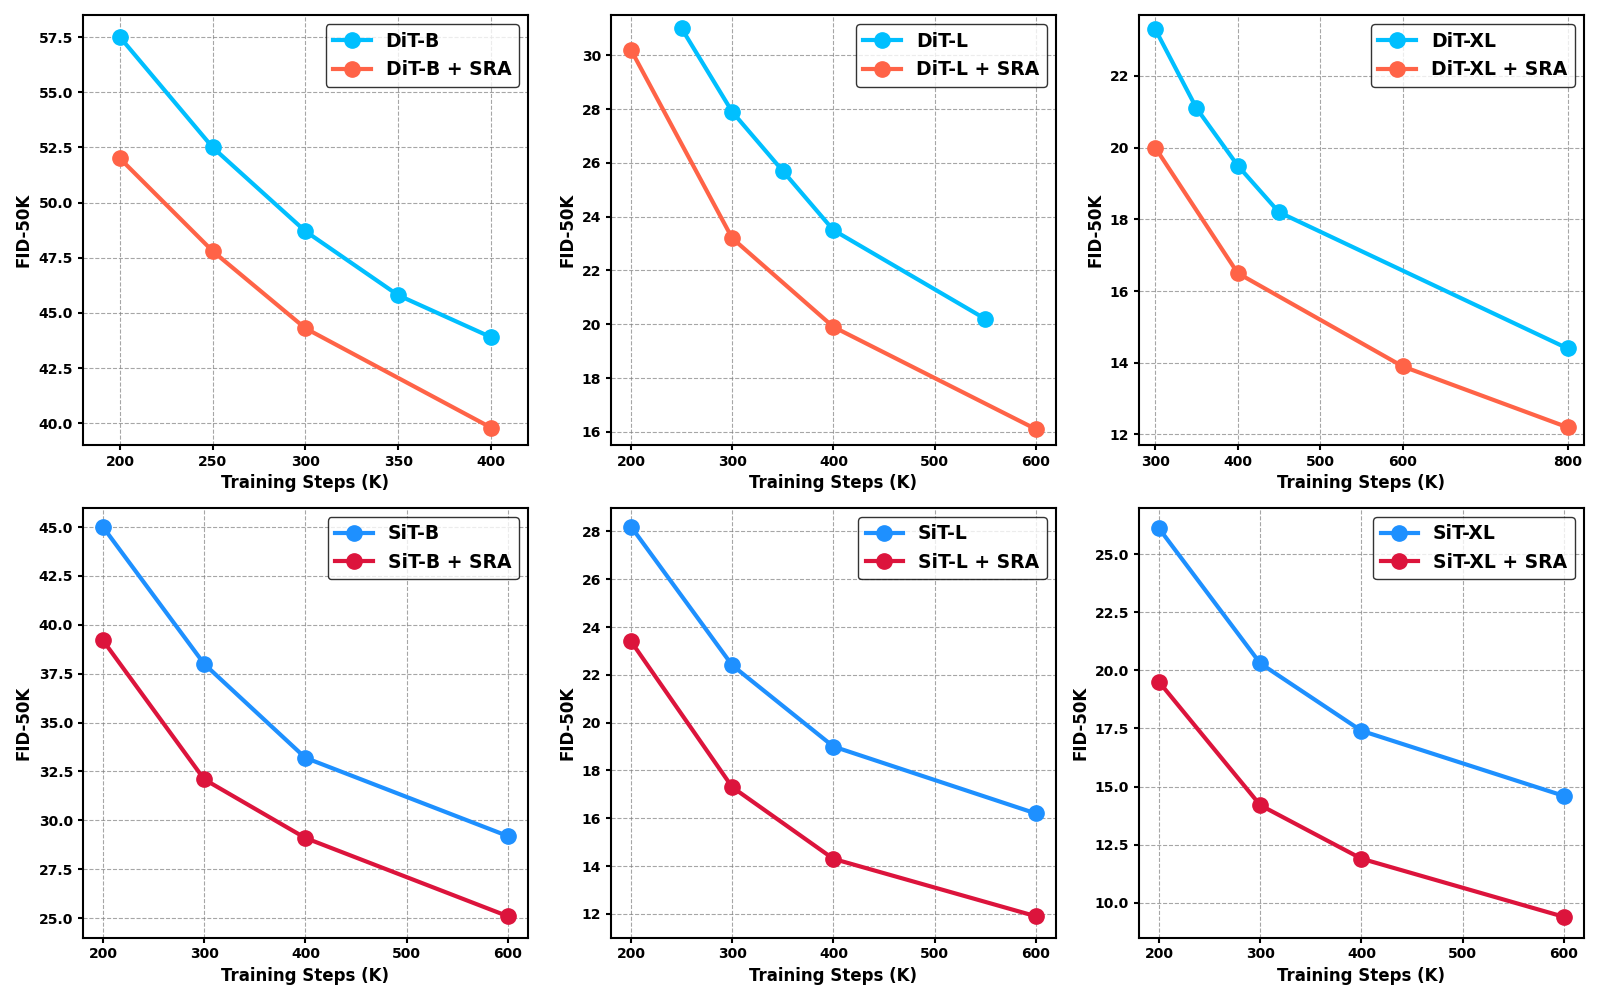 DiT-B
DiT-B + SRA
57.5
55.0
52.5
50.0
47.5
45.0
42.5
40.0
FID-50K
200 250 300 350 400
Training Steps (K)
DiT-L
DiT-L + SRA
30
28
26
24
22
20
18
16
FID-50K
200 300 400 500 600
Training Steps (K)
DiT-XL
DiT-XL + SRA
22
20
18
16
14
12
FID-50K
300 400 500 600 800
Training Steps (K)
SiT-B
SiT-B + SRA
45.0
42.5
40.0
37.5
35.0
32.5
30.0
27.5
25.0
FID-50K
200 300 400 500 600
Training Steps (K)
SiT-L
SiT-L + SRA
28
26
24
22
20
18
16
14
12
FID-50K
200 300 400 500 600
Training Steps (K)
SiT-XL
SiT-XL + SRA
25.0
22.5
20.0
17.5
15.0
12.5
10.0
FID-50K
200 300 400 500 600
Training Steps (K)